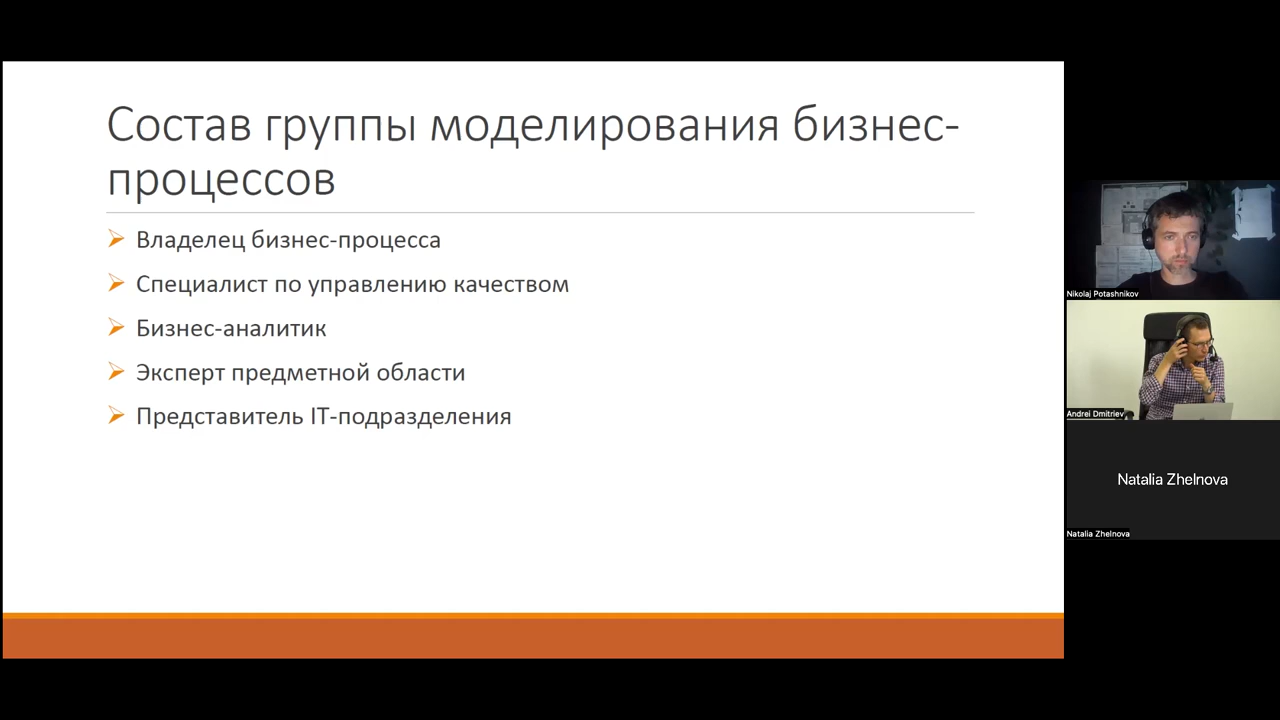 Состав группы моделирования бизнес-
процессов
Владелец бизнес-процесса
Специалист по управлению качеством
Бизнес-аналитик
Эксперт предметной области
Представитель IT-подразделения
Nikolaj Potashnikov
Andrei Dmitriev
Natalia Zhelnova
Natalia Zhelnova